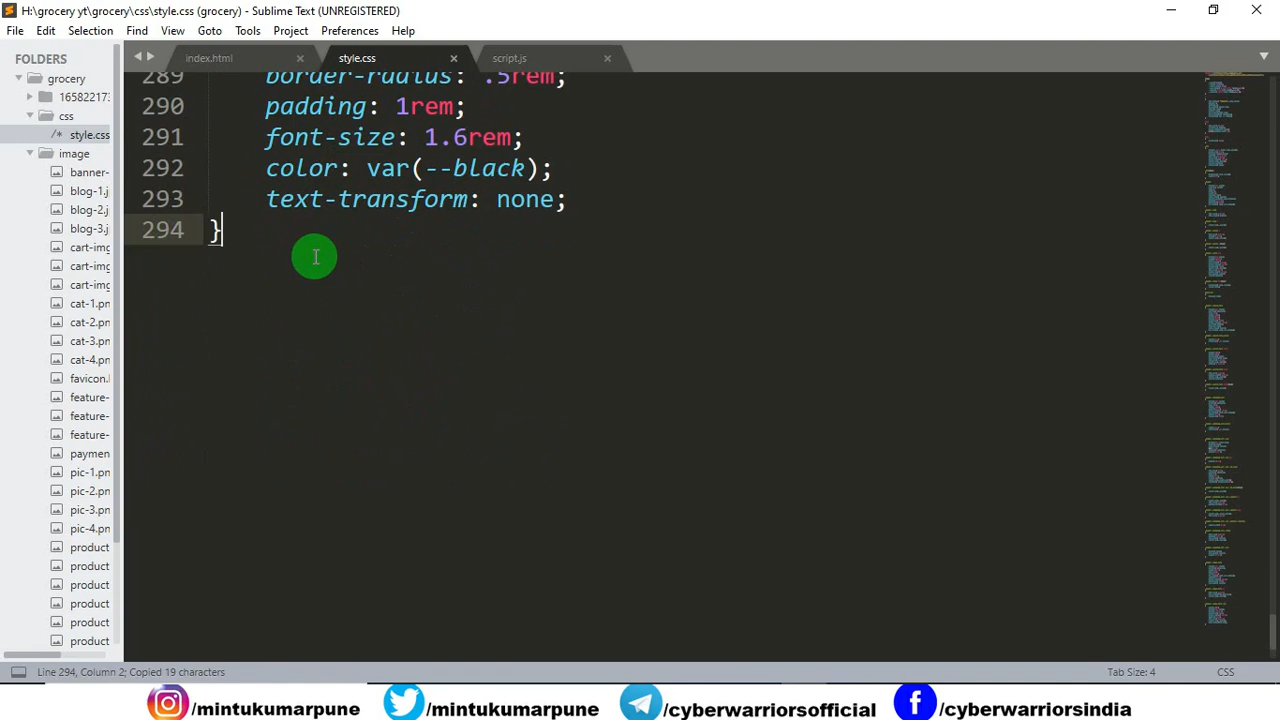 H:\grocery yt\grocery\css\style.css (grocery) - Sublime Text (UNREGISTERED)
File Edit Selection Find View Goto Tools Project Preferences Help
FOLDERS
grocery
165822173
css
/* style.css
image
banner-
blog-1.j
blog-2.j
blog-3.j
cart-img
cart-img
cart-img
cat-1.pn
cat-2.pn
cat-3.pn
cat-4.pn
favicon.
feature-
feature-
feature-
paymen
pic-1.pn
pic-2.pn
pic-3.pn
pic-4.pn
product
product
product
product
product
product
index.html style.css script.js
289 border-radius: .5rem;
290 padding: 1rem;
291 font-size: 1.6rem;
292 color: var(--black);
293 text-transform: none;
294 }
Line 294, Column 2; Copied 19 characters
Tab Size: 4 CSS
/mintukumarpune /mintukumarpune /cyberwarriorsofficial /cyberwarriorsindia